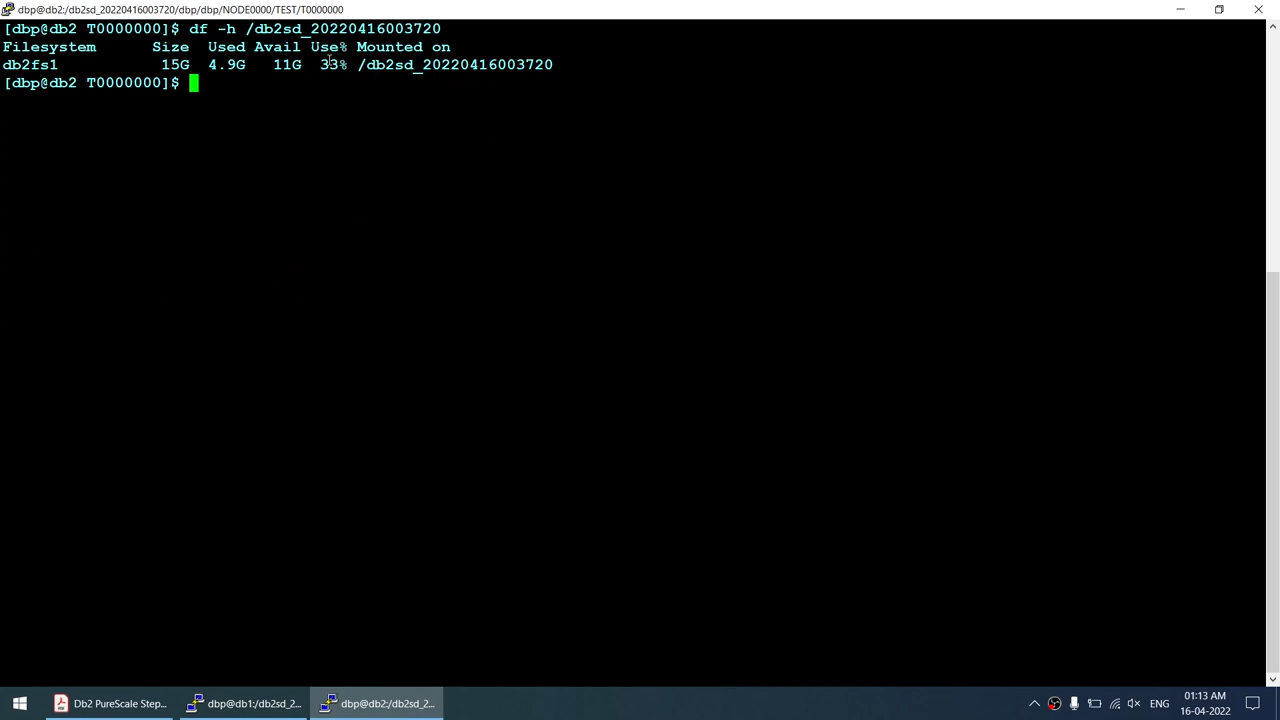 dbp@db2:/db2sd_20220416003720/dbp/dbp/NODE0000/TEST/T0000000
[dbp@db2 T0000000]$ df -h /db2sd_20220416003720
Filesystem      Size  Used Avail Use% Mounted on
db2fs1           15G  4.9G   11G  33% /db2sd_20220416003720
[dbp@db2 T0000000]$
Db2 PureScale Step... dbp@db1:/db2sd_2... dbp@db2:/db2sd_2... ENG 01:13 AM
16-04-2022